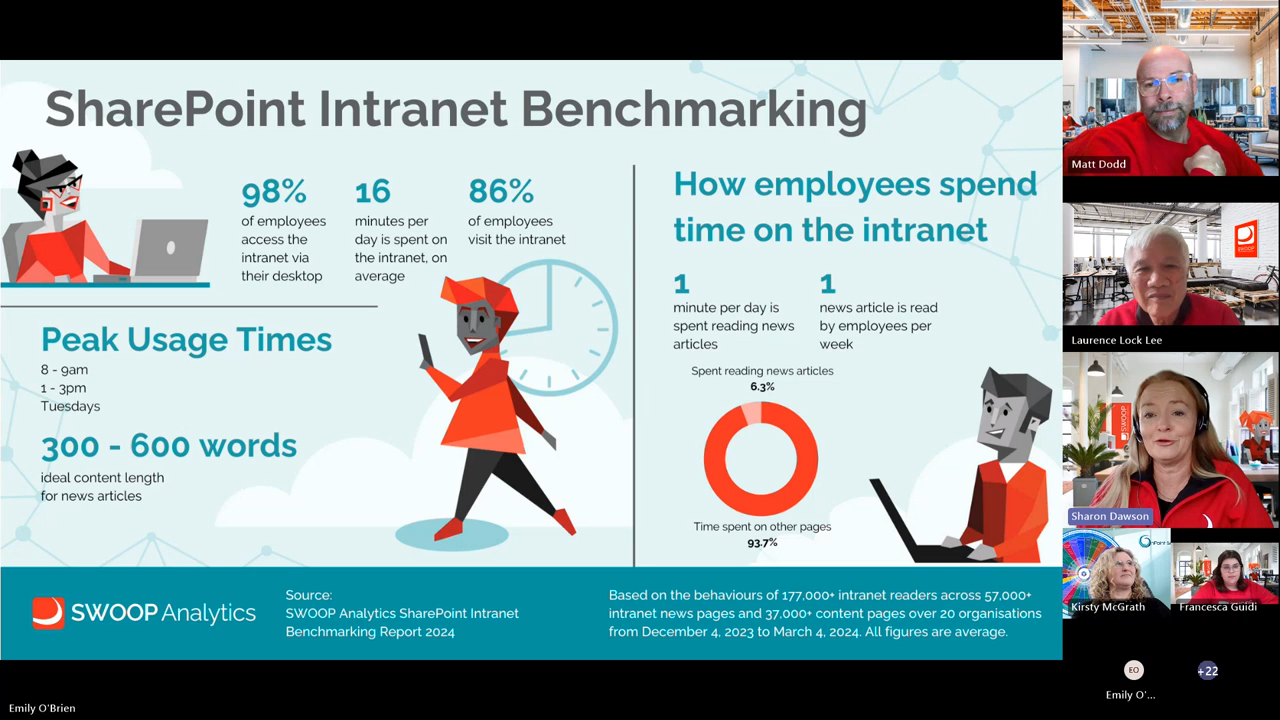 SharePoint Intranet Benchmarking
98%
of employees
access the
intranet via
their desktop
16
minutes per
day is spent on
the intranet, on
average
86%
of employees
visit the intranet
Peak Usage Times
8 - 9am
1 - 3pm
Tuesdays
300 - 600 words
ideal content length
for news articles
How employees spend
time on the intranet
1
minute per day is
spent reading news
articles
1
news article is read
by employees per
week
Spent reading news articles
6.3%
Time spent on other pages
93.7%
SWOOP Analytics
Source:
SWOOP Analytics SharePoint Intranet
Benchmarking Report 2024
Based on the behaviours of 177,000+ intranet readers across 57,000+
intranet news pages and 37,000+ content pages over 20 organisations
from December 4, 2023 to March 4, 2024. All figures are average.
Matt Dodd
SWOOP
Laurence Lock Lee
SWOOP
Sharon Dawson
Kirsty McGrath
Francesca Guidi
EO
+22
Emily O'...
Emily O'Brien